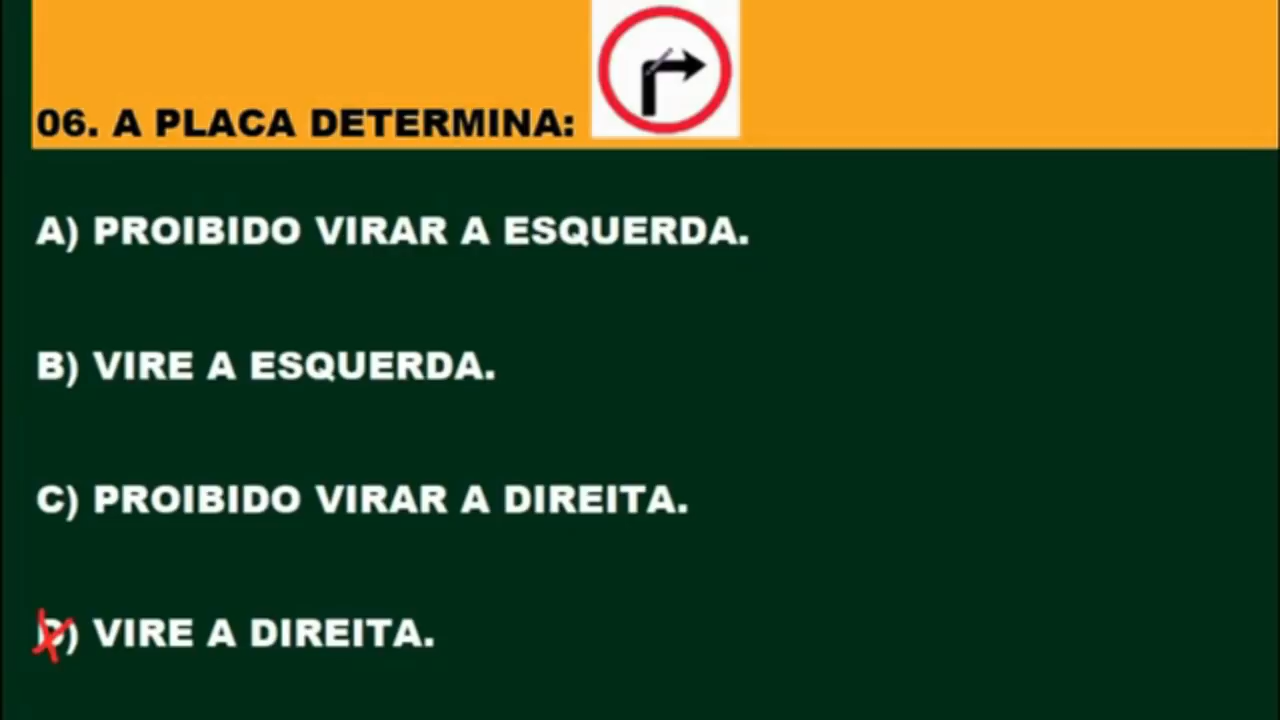 06. A PLACA DETERMINA:
A) PROIBIDO VIRAR A ESQUERDA.
B) VIRE A ESQUERDA.
C) PROIBIDO VIRAR A DIREITA.
D) VIRE A DIREITA.